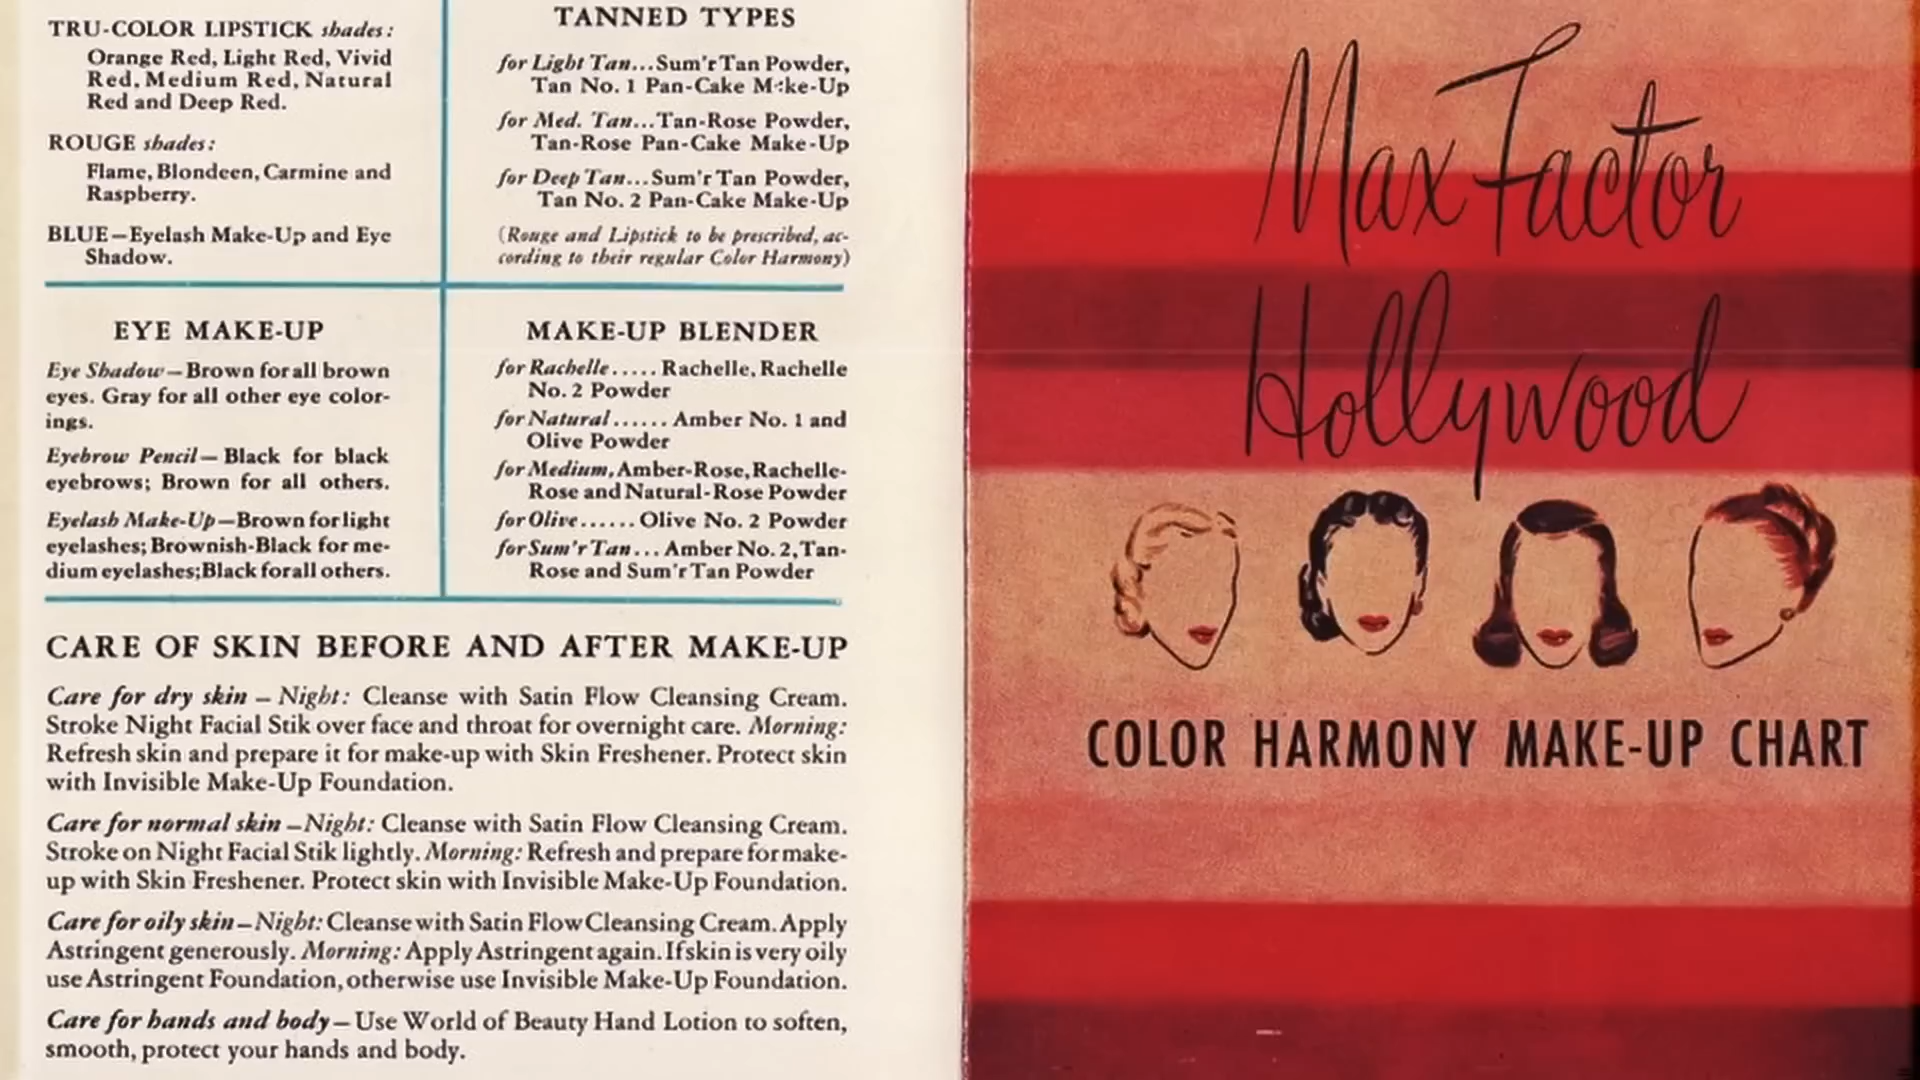 TRU-COLOR LIPSTICK shades:
Orange Red, Light Red, Vivid
Red, Medium Red, Natural
Red and Deep Red.
ROUGE shades:
Flame, Blondeen, Carmine and
Raspberry.
BLUE—Eyelash Make-Up and Eye
Shadow.
TANNED TYPES
for Light Tan...Sum'r Tan Powder,
Tan No. 1 Pan-Cake Make-Up
for Med. Tan...Tan-Rose Powder,
Tan-Rose Pan-Cake Make-Up
for Deep Tan...Sum'r Tan Powder,
Tan No. 2 Pan-Cake Make-Up
(Rouge and Lipstick to be prescribed, ac-
cording to their regular Color Harmony)
EYE MAKE-UP
Eye Shadow—Brown for all brown
eyes. Gray for all other eye color-
ings.
Eyebrow Pencil—Black for black
eyebrows; Brown for all others.
Eyelash Make-Up—Brown for light
eyelashes; Brownish-Black for me-
dium eyelashes; Black for all others.
MAKE-UP BLENDER
for Rachelle..... Rachelle, Rachelle
No. 2 Powder
for Natural...... Amber No. 1 and
Olive Powder
for Medium, Amber-Rose, Rachelle-
Rose and Natural-Rose Powder
for Olive...... Olive No. 2 Powder
for Sum'r Tan... Amber No. 2, Tan-
Rose and Sum'r Tan Powder
CARE OF SKIN BEFORE AND AFTER MAKE-UP
Care for dry skin – Night: Cleanse with Satin Flow Cleansing Cream.
Stroke Night Facial Stik over face and throat for overnight care. Morning:
Refresh skin and prepare it for make-up with Skin Freshener. Protect skin
with Invisible Make-Up Foundation.
Care for normal skin –Night: Cleanse with Satin Flow Cleansing Cream.
Stroke on Night Facial Stik lightly. Morning: Refresh and prepare for make-
up with Skin Freshener. Protect skin with Invisible Make-Up Foundation.
Care for oily skin–Night: Cleanse with Satin Flow Cleansing Cream. Apply
Astringent generously. Morning: Apply Astringent again. If skin is very oily
use Astringent Foundation, otherwise use Invisible Make-Up Foundation.
Care for hands and body—Use World of Beauty Hand Lotion to soften,
smooth, protect your hands and body.
Max Factor
Hollywood
COLOR HARMONY MAKE-UP CHART